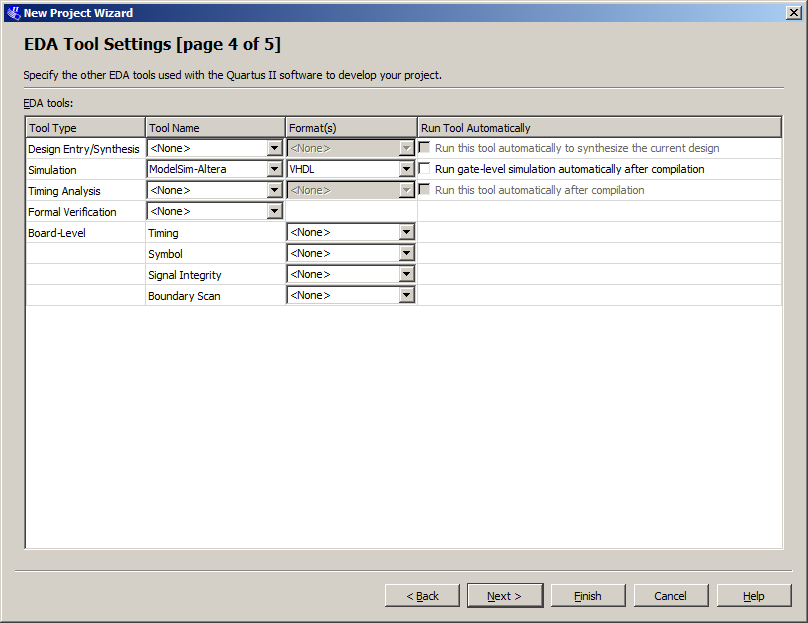 New Project Wizard
EDA Tool Settings [page 4 of 5]
Specify the other EDA tools used with the Quartus II software to develop your project.
EDA tools:
Tool Type Tool Name Format(s) Run Tool Automatically
Design Entry/Synthesis <None> <None> Run this tool automatically to synthesize the current design
Simulation ModelSim-Altera VHDL Run gate-level simulation automatically after compilation
Timing Analysis <None> <None> Run this tool automatically after compilation
Formal Verification <None>
Board-Level Timing <None>
Symbol <None>
Signal Integrity <None>
Boundary Scan <None>
< Back Next > Finish Cancel Help